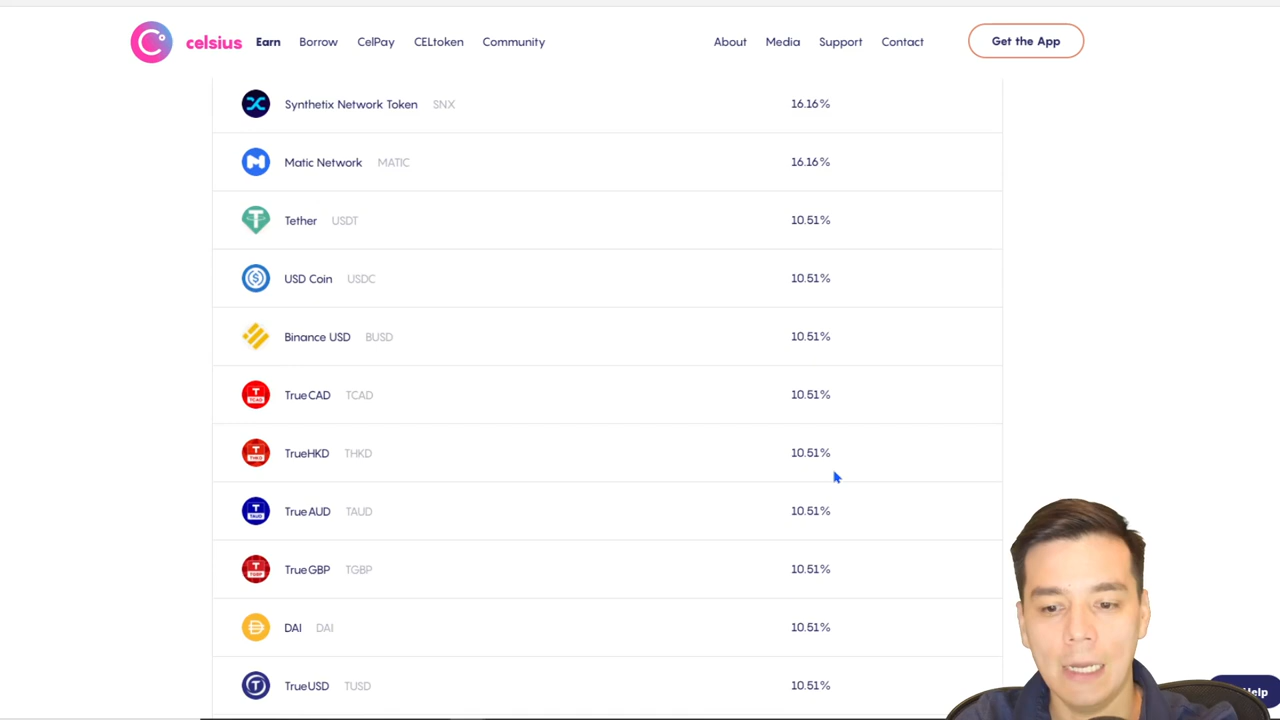 celsius Earn Borrow CelPay CELtoken Community About Media Support Contact Get the App
Synthetix Network Token SNX 16.16%
Matic Network MATIC 16.16%
Tether USDT 10.51%
USD Coin USDC 10.51%
Binance USD BUSD 10.51%
TrueCAD TCAD 10.51%
TrueHKD THKD 10.51%
TrueAUD TAUD 10.51%
TrueGBP TGBP 10.51%
DAI DAI 10.51%
TrueUSD TUSD 10.51%
Help